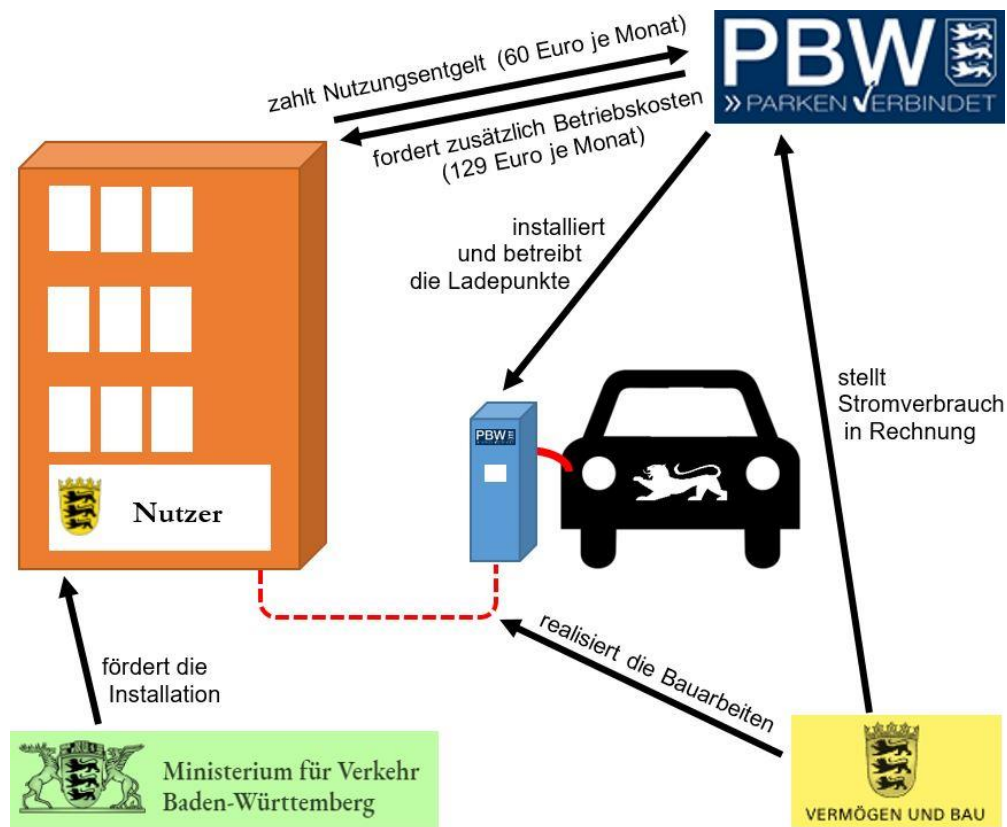 zahlt Nutzungsentgelt (60 Euro je Monat)
fordert zusätzlich Betriebskosten
(129 Euro je Monat)
PBW
» PARKEN VERBINDET
installiert
und betreibt
die Ladepunkte
stellt
Stromverbrauch
in Rechnung
PBW
Nutzer
realisiert die Bauarbeiten
fördert die
Installation
Ministerium für Verkehr
Baden-Württemberg
VERMÖGEN UND BAU